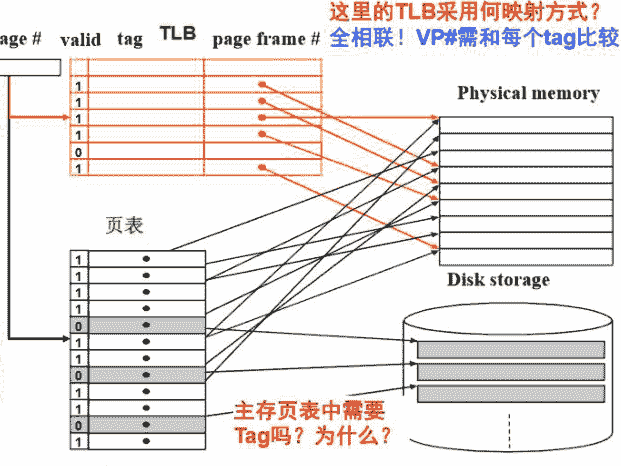 这里的TLB采用何映射方式？
age # valid tag TLB page frame #
全相联！VP#需和每个tag比较
1
1
1
1
0
1
Physical memory
页表
1
1
1
1
0
1
1
0
1
1
0
1
Disk storage
主存页表中需要
Tag吗？为什么？